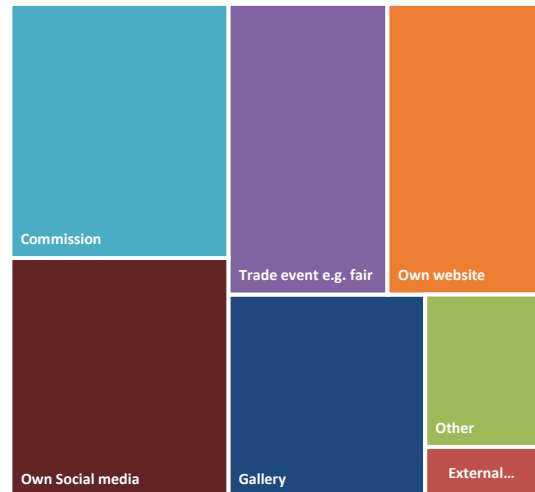 Commission
Trade event e.g. fair
Own website
Own Social media
Gallery
Other
External…